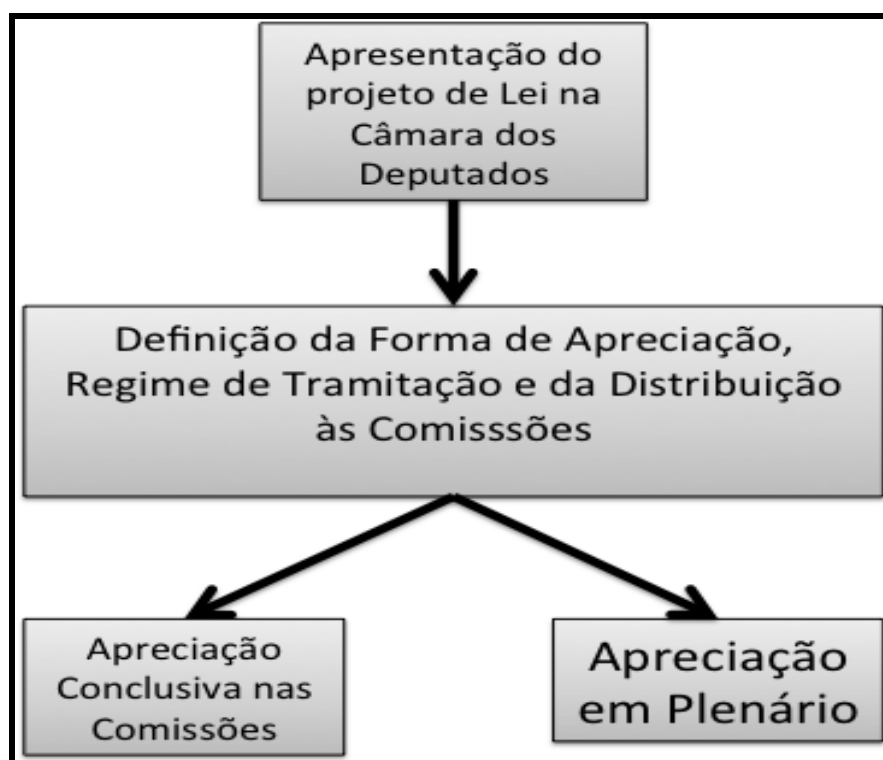 Apresentação do
projeto de Lei na
Câmara dos
Deputados
Definição da Forma de Apreciação,
Regime de Tramitação e da Distribuição
às Comisssões
Apreciação
Conclusiva nas
Comissões
Apreciação
em Plenário